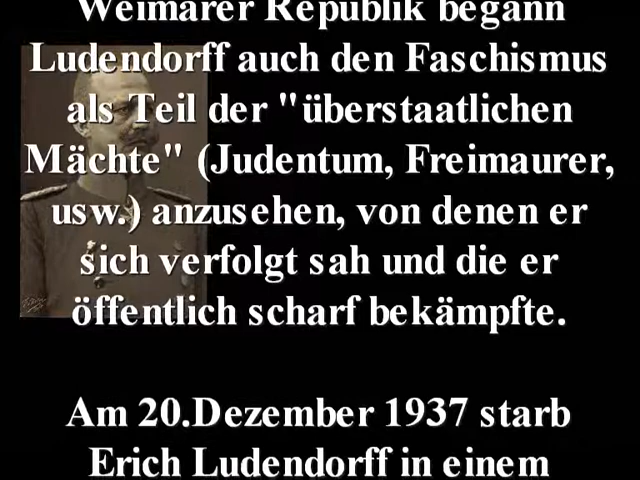 Weimarer Republik begann
Ludendorff auch den Faschismus
als Teil der "überstaatlichen
Mächte" (Judentum, Freimaurer,
usw.) anzusehen, von denen er
sich verfolgt sah und die er
öffentlich scharf bekämpfte.
Am 20.Dezember 1937 starb
Erich Ludendorff in einem